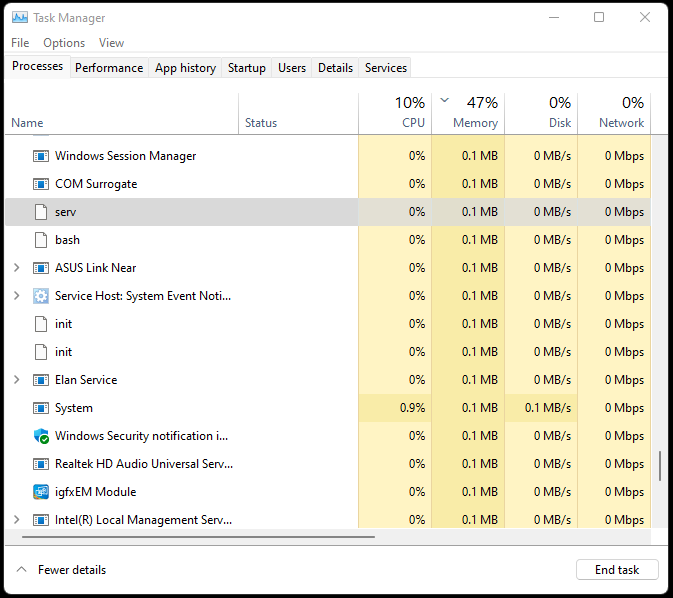 Task Manager
File Options View
Processes Performance App history Startup Users Details Services
10% 47% 0% 0%
Name Status CPU Memory Disk Network
Windows Session Manager 0% 0.1 MB 0 MB/s 0 Mbps
COM Surrogate 0% 0.1 MB 0 MB/s 0 Mbps
serv 0% 0.1 MB 0 MB/s 0 Mbps
bash 0% 0.1 MB 0 MB/s 0 Mbps
ASUS Link Near 0% 0.1 MB 0 MB/s 0 Mbps
Service Host: System Event Noti... 0% 0.1 MB 0 MB/s 0 Mbps
init 0% 0.1 MB 0 MB/s 0 Mbps
init 0% 0.1 MB 0 MB/s 0 Mbps
Elan Service 0% 0.1 MB 0 MB/s 0 Mbps
System 0.9% 0.1 MB 0.1 MB/s 0 Mbps
Windows Security notification i... 0% 0.1 MB 0 MB/s 0 Mbps
Realtek HD Audio Universal Serv... 0% 0.1 MB 0 MB/s 0 Mbps
igfxEM Module 0% 0.1 MB 0 MB/s 0 Mbps
Intel(R) Local Management Serv... 0% 0.1 MB 0 MB/s 0 Mbps
Fewer details End task